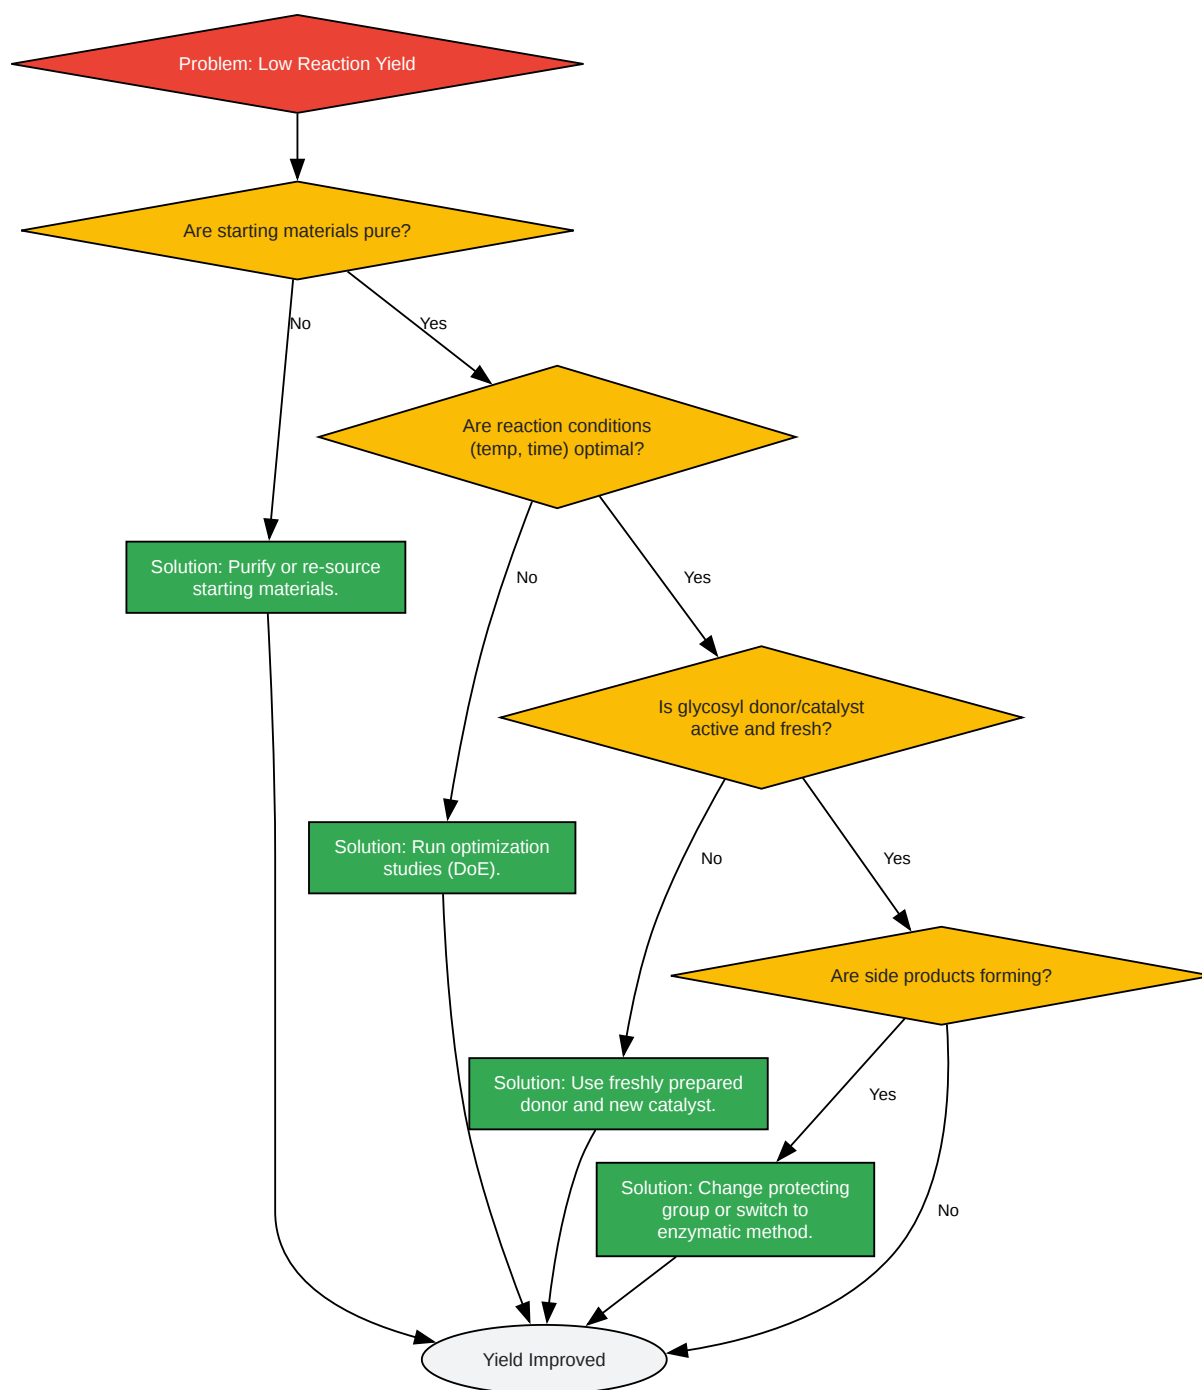 Problem: Low Reaction Yield
Are starting materials pure?
No
Yes
Are reaction conditions
(temp, time) optimal?
Solution: Purify or re-source
starting materials.
No
Yes
Is glycosyl donor/catalyst
active and fresh?
Solution: Run optimization
studies (DoE).
No
Yes
Are side products forming?
Solution: Use freshly prepared
donor and new catalyst.
Yes
Solution: Change protecting
group or switch to
enzymatic method.
No
Yield Improved